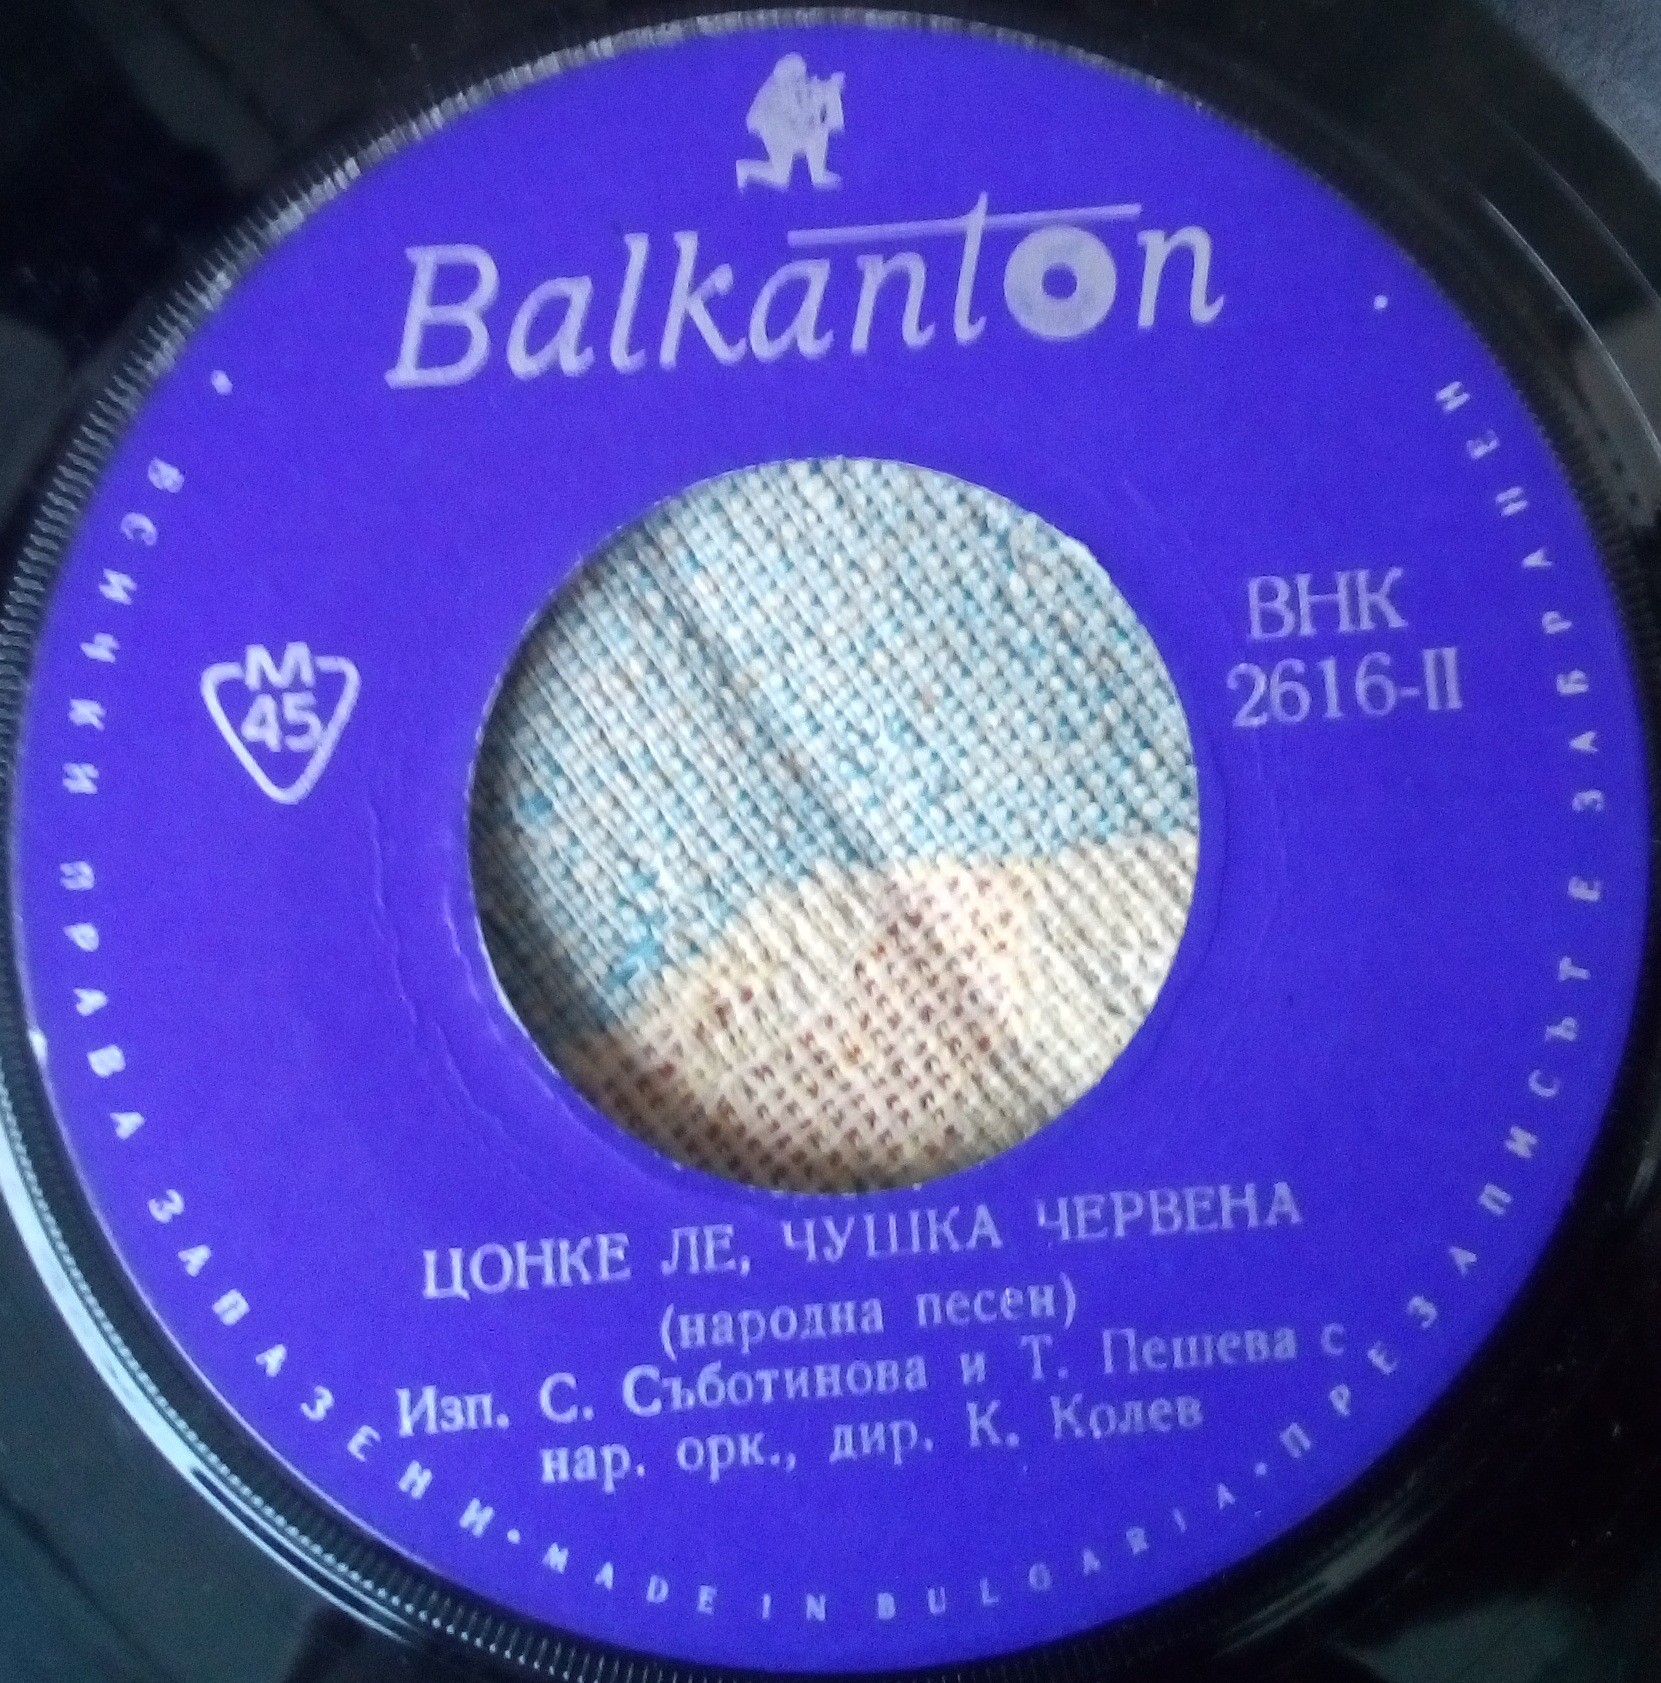 Balkanton
M
45
ВНК
2616-II
ЦОНКЕ ЛЕ, ЧУШКА ЧЕРВЕНА
(народна песен)
Изп. С. Съботинова и Т. Пешева с
нар. орк., дир. К. Колев
• ВСИЧКИ ПРАВА ЗАПАЗЕНИ • MADE IN BULGARIA • ПРЕЗАПИСЪТ Е ЗАБРАНЕН •